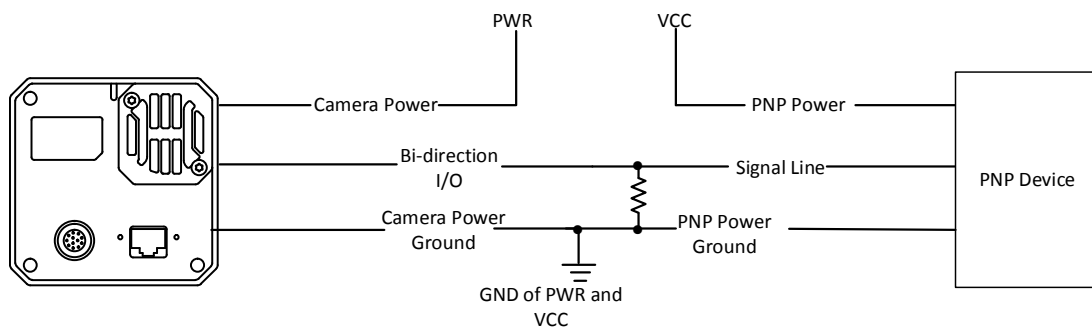 PWR
VCC
Camera Power
PNP Power
Bi-direction
I/O
Signal Line
PNP Device
Camera Power
Ground
PNP Power
Ground
GND of PWR and
VCC